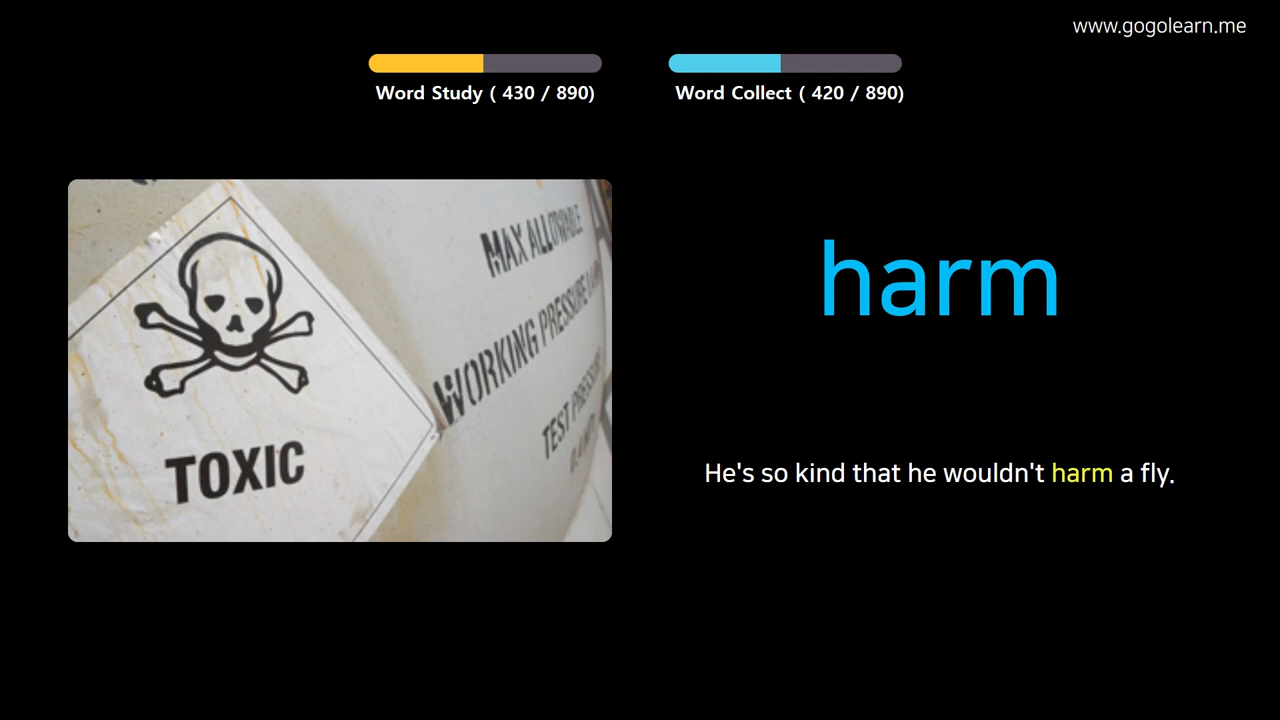 www.gogolearn.me
Word Study ( 430 / 890)
Word Collect ( 420 / 890)
TOXIC
MAX ALLOWABLE
WORKING PRESSURE
TEST PRESSURE
harm
He's so kind that he wouldn't harm a fly.